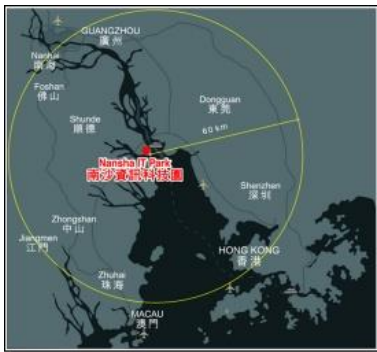 GUANGZHOU
廣州
Nanhai
南海
Foshan
佛山
Dongguan
東莞
Shunde
順德
60 km
Nansha IT Park
南沙資訊科技園
Shenzhen
深圳
Zhongshan
中山
Jiangmen
江門
HONG KONG
香港
Zhuhai
珠海
MACAU
澳門